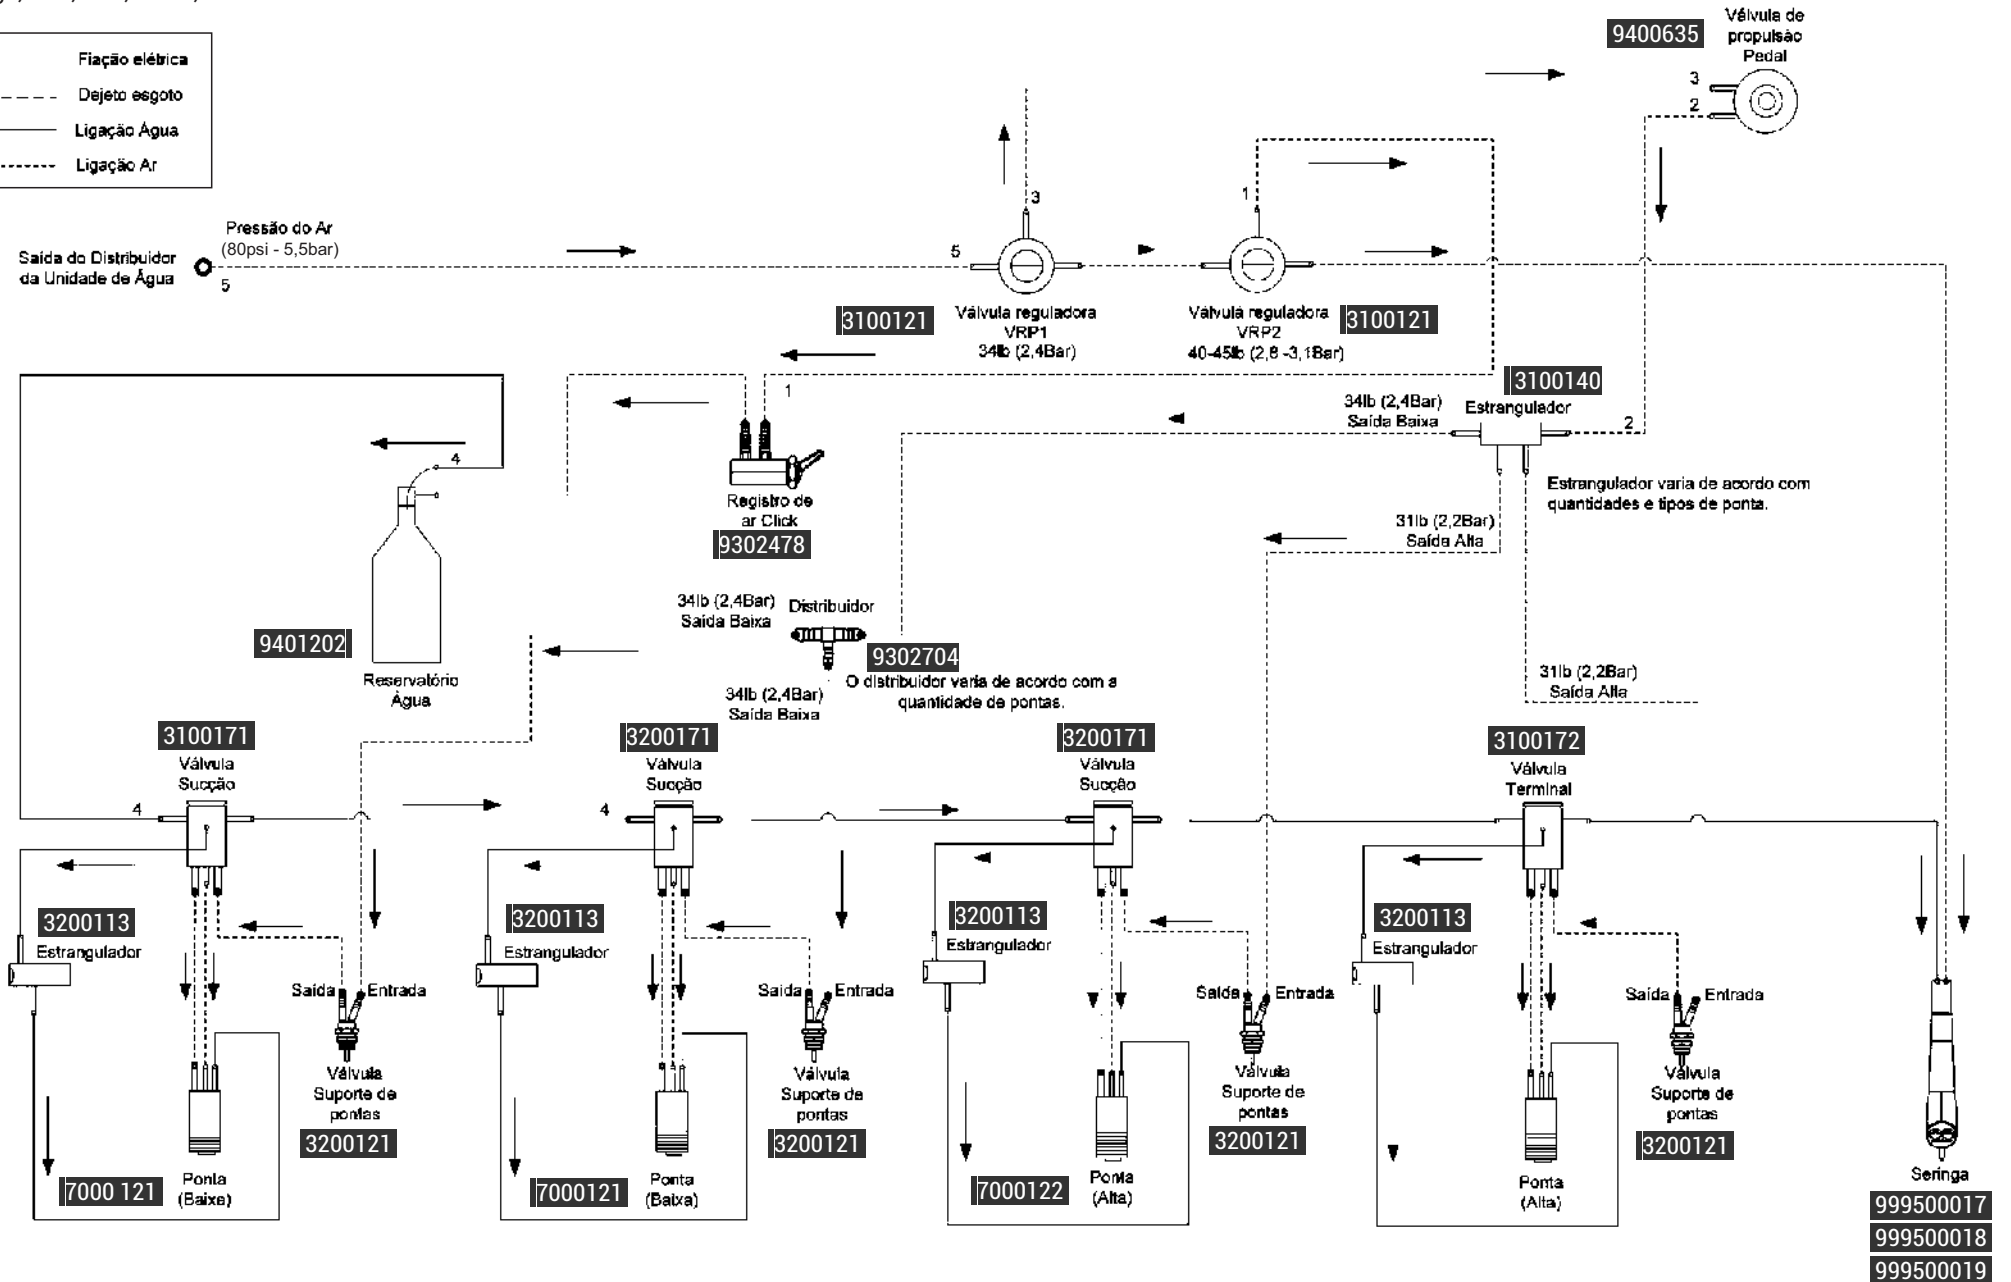 Fiação elétrica
Dejeto esgoto
Ligação Água
Ligação Ar
9400635
Válvula de
propulsão
Pedal
3
2
Saída do Distribuidor
da Unidade de Água
5
Pressão do Ar
(80psi - 5,5bar)
5
3
1
3100121
Válvula reguladora
VRP1
34lb (2,4Bar)
Válvula reguladora
VRP2
40-45lb (2,8 -3,1Bar)
3100121
1
4
Registro de
ar Click
9302478
3100140
34lb (2,4Bar)
Saída Baixa
Estrangulador
2
Estrangulador varia de acordo com
quantidades e tipos de ponta.
31lb (2,2Bar)
Saída Alta
31lb (2,2Bar)
Saída Alta
9401202
Reservatório
Água
34lb (2,4Bar)
Saída Baixa
Distribuidor
9302704
34lb (2,4Bar)
Saída Baixa
O distribuidor varia de acordo com a
quantidade de pontas.
3100171
Válvula
Sucção
4
3200171
Válvula
Sucção
4
3200171
Válvula
Sucção
3100172
Válvula
Terminal
3200113
Estrangulador
3200113
Estrangulador
3200113
Estrangulador
3200113
Estrangulador
Saída
Entrada
Saída
Entrada
Saída
Entrada
Saída
Entrada
Válvula
Suporte de
pontas
3200121
Válvula
Suporte de
pontas
3200121
Válvula
Suporte de
pontas
3200121
Válvula
Suporte de
pontas
3200121
7000 121
Ponta
(Baixa)
7000121
Ponta
(Baixa)
7000122
Ponta
(Alta)
Ponta
(Alta)
Seringa
999500017
999500018
999500019